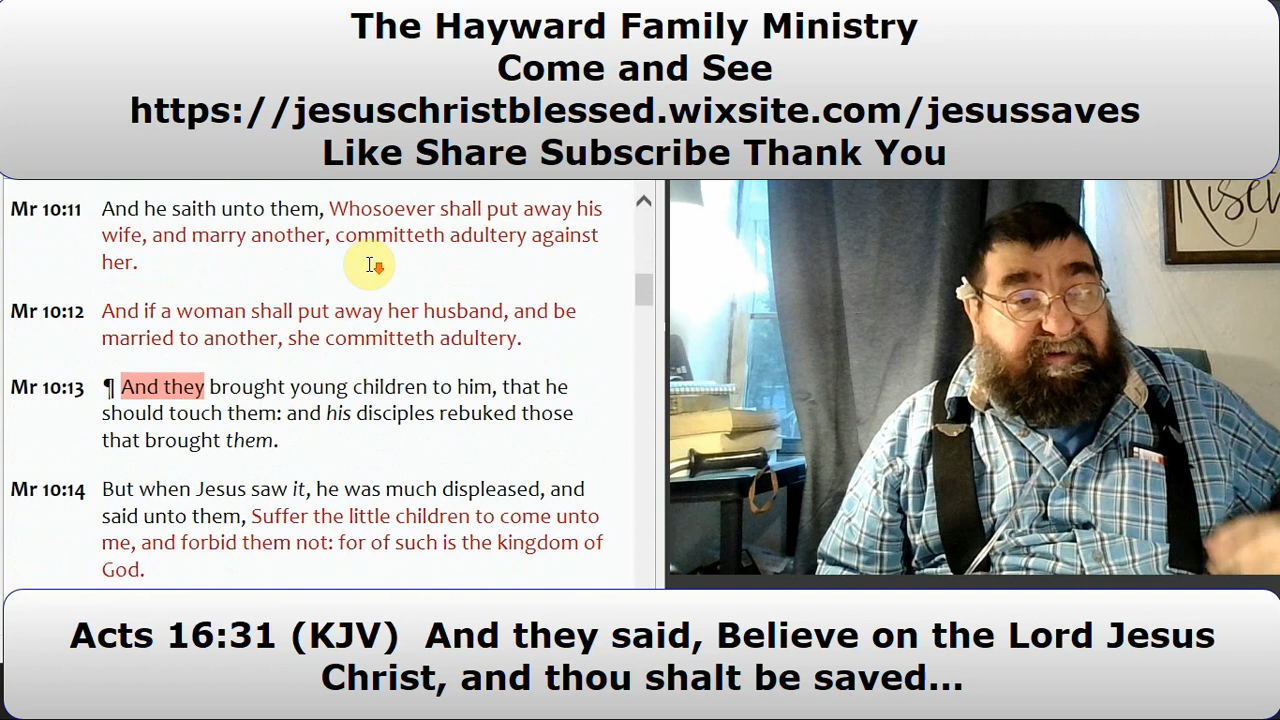 The Hayward Family Ministry
Come and See
https://jesuschristblessed.wixsite.com/jesussaves
Like Share Subscribe Thank You
Mr 10:11 And he saith unto them, Whosoever shall put away his
wife, and marry another, committeth adultery against
her.
Mr 10:12 And if a woman shall put away her husband, and be
married to another, she committeth adultery.
Mr 10:13 ¶ And they brought young children to him, that he
should touch them: and his disciples rebuked those
that brought them.
Mr 10:14 But when Jesus saw it, he was much displeased, and
said unto them, Suffer the little children to come unto
me, and forbid them not: for of such is the kingdom of
God.
Risen
Acts 16:31 (KJV)  And they said, Believe on the Lord Jesus
Christ, and thou shalt be saved...